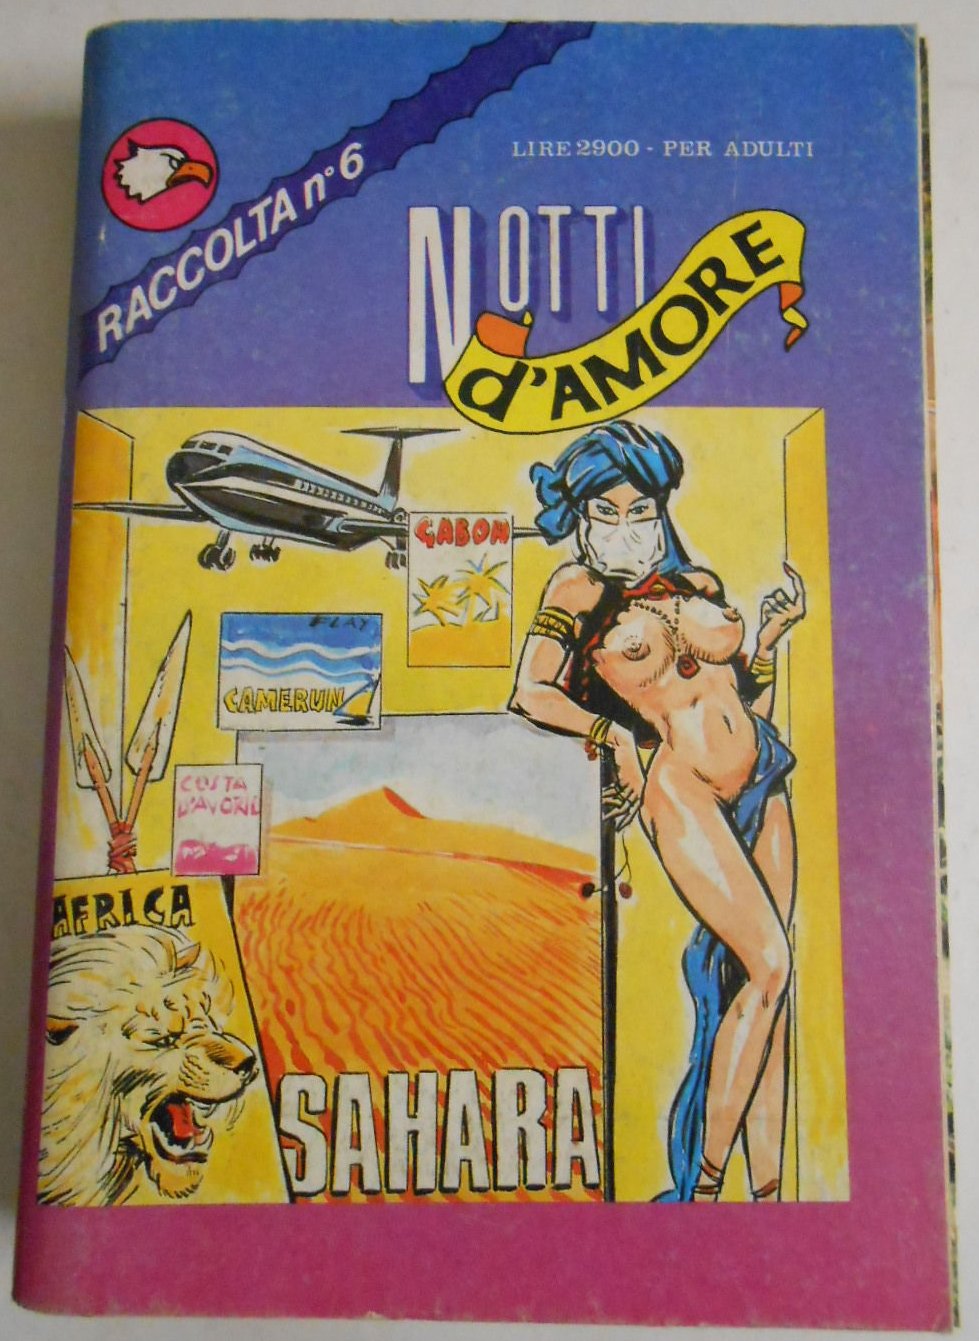 LIRE 2900 - PER ADULTI
RACCOLTA n° 6
NOTTI
d'AMORE
GABON
PLAY
CAMERUN
COSTA
D'AVORIO
AFRICA
SAHARA